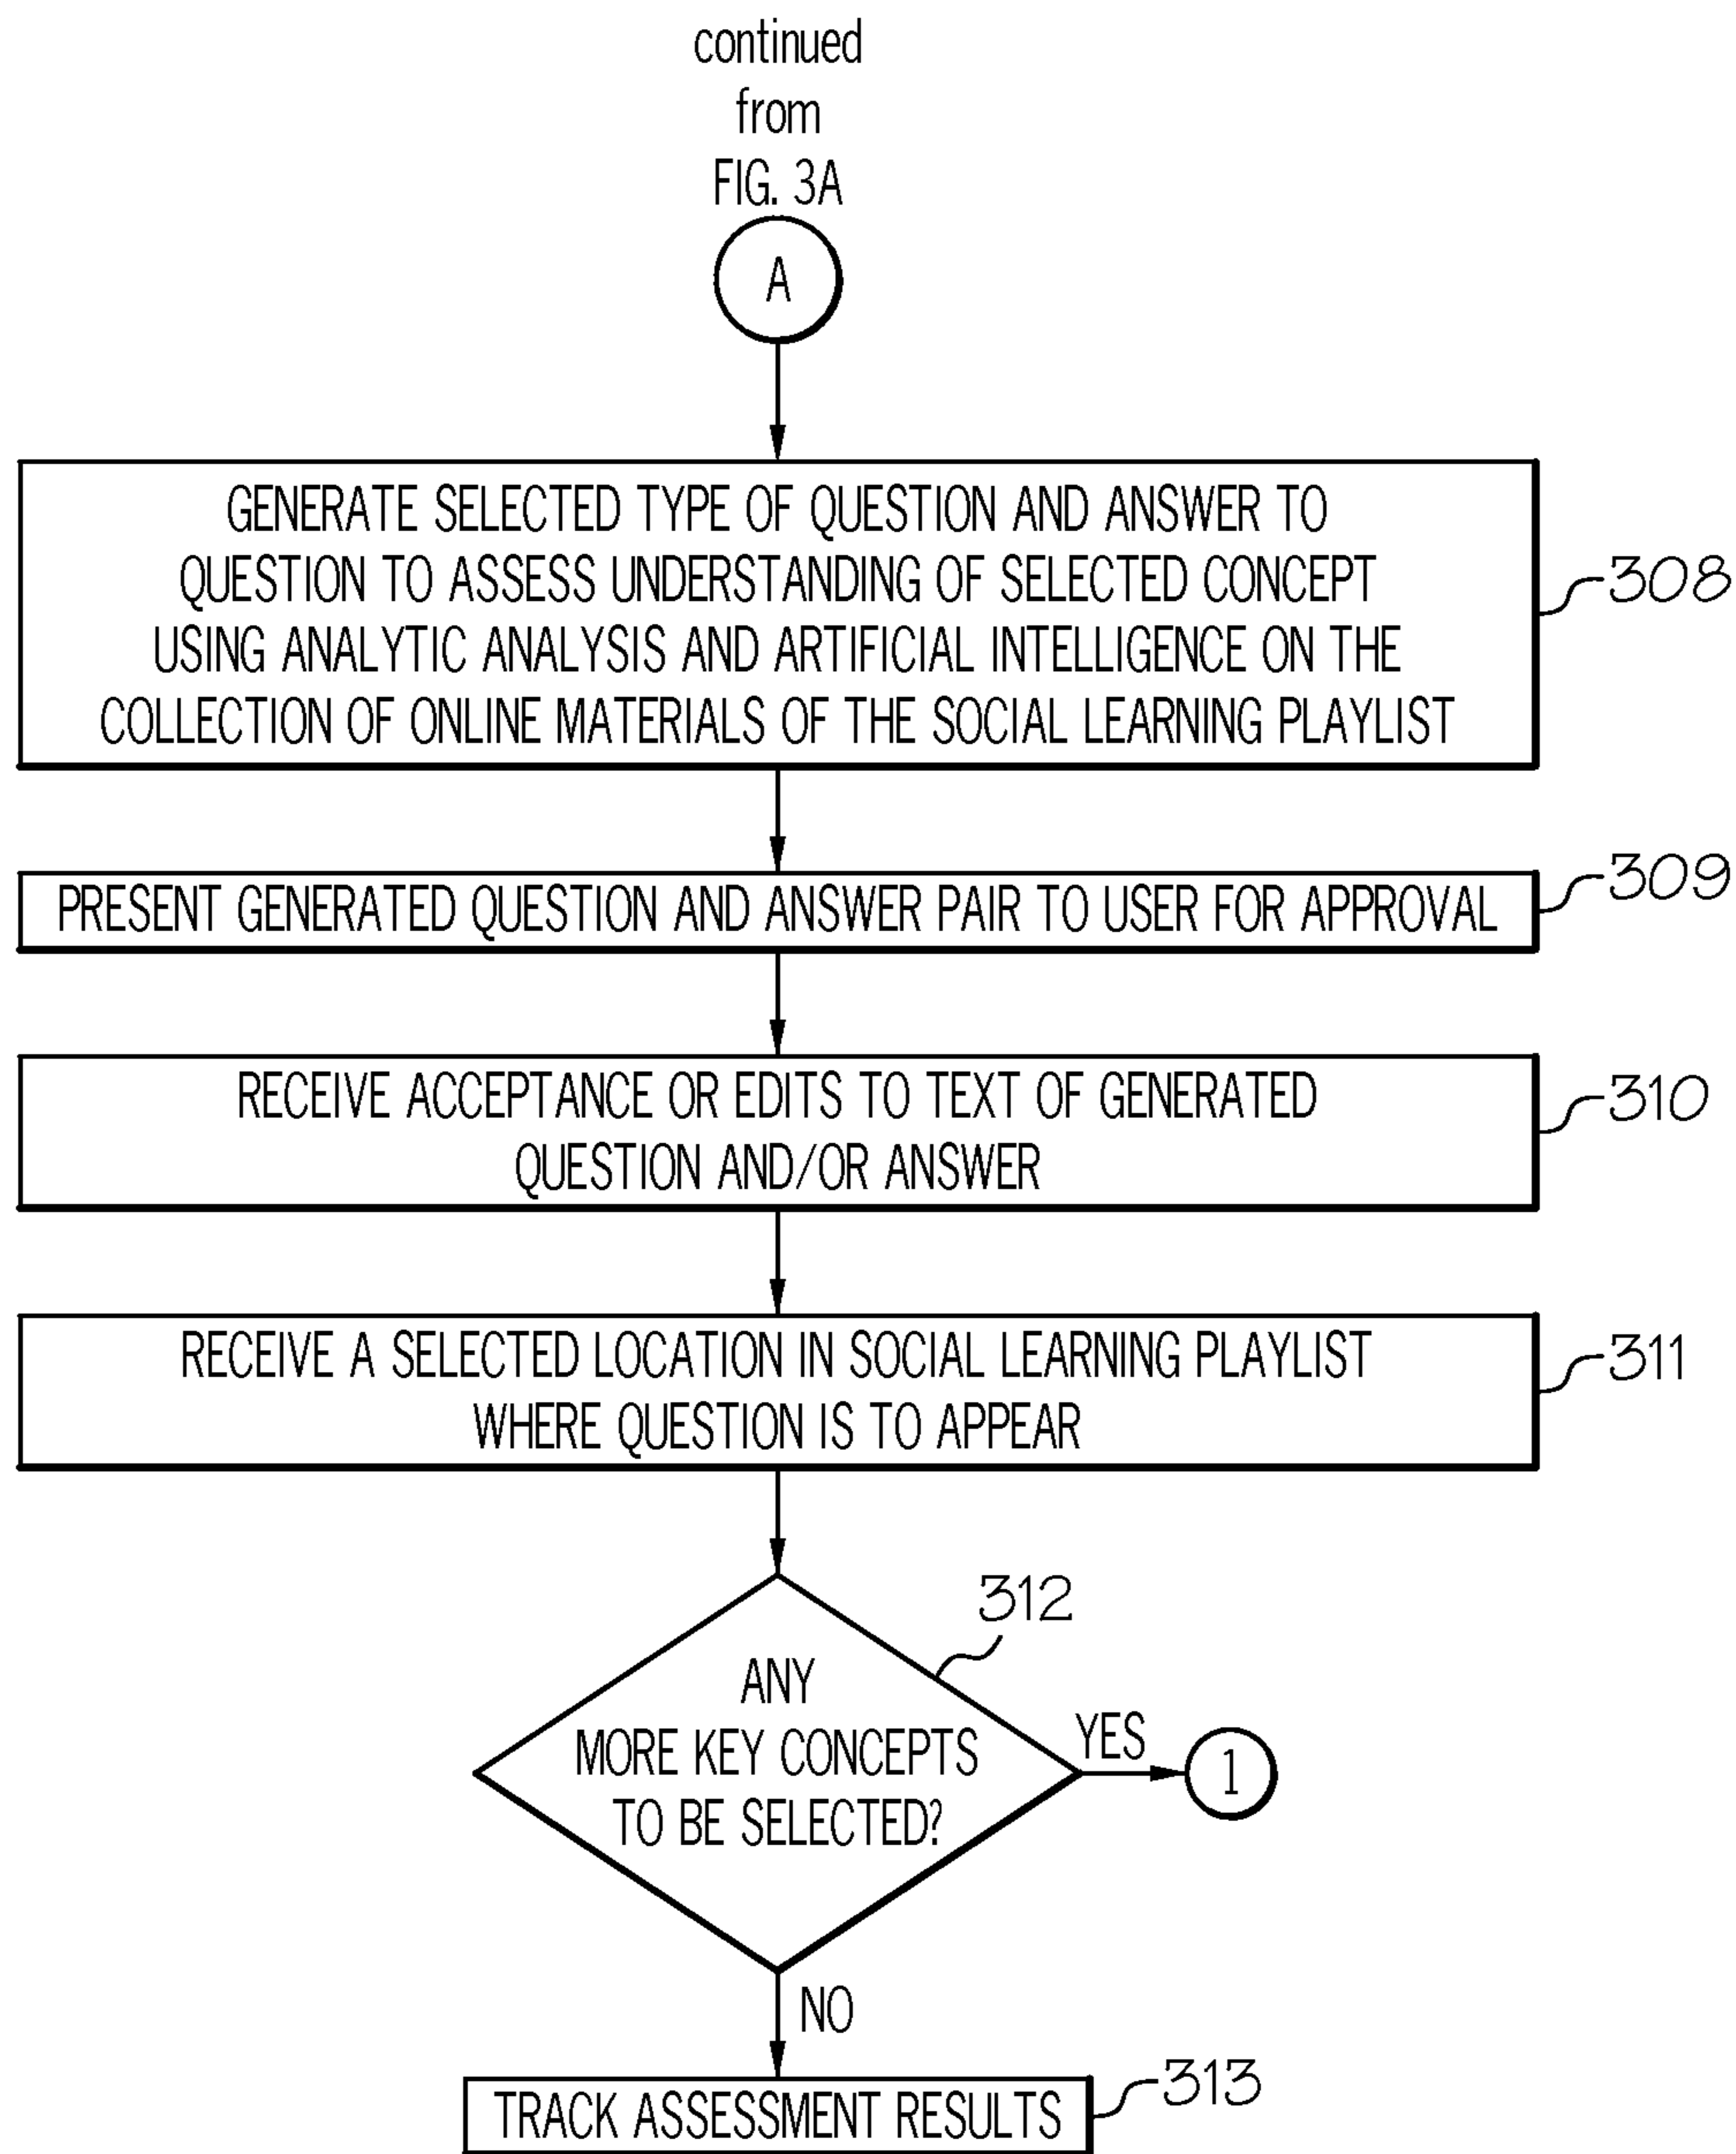 continued
from
FIG. 3A
A
GENERATE SELECTED TYPE OF QUESTION AND ANSWER TO
QUESTION TO ASSESS UNDERSTANDING OF SELECTED CONCEPT
USING ANALYTIC ANALYSIS AND ARTIFICIAL INTELLIGENCE ON THE
COLLECTION OF ONLINE MATERIALS OF THE SOCIAL LEARNING PLAYLIST
308
PRESENT GENERATED QUESTION AND ANSWER PAIR TO USER FOR APPROVAL
309
RECEIVE ACCEPTANCE OR EDITS TO TEXT OF GENERATED
QUESTION AND/OR ANSWER
310
RECEIVE A SELECTED LOCATION IN SOCIAL LEARNING PLAYLIST
WHERE QUESTION IS TO APPEAR
311
312
ANY
MORE KEY CONCEPTS
TO BE SELECTED?
YES
1
NO
TRACK ASSESSMENT RESULTS
313